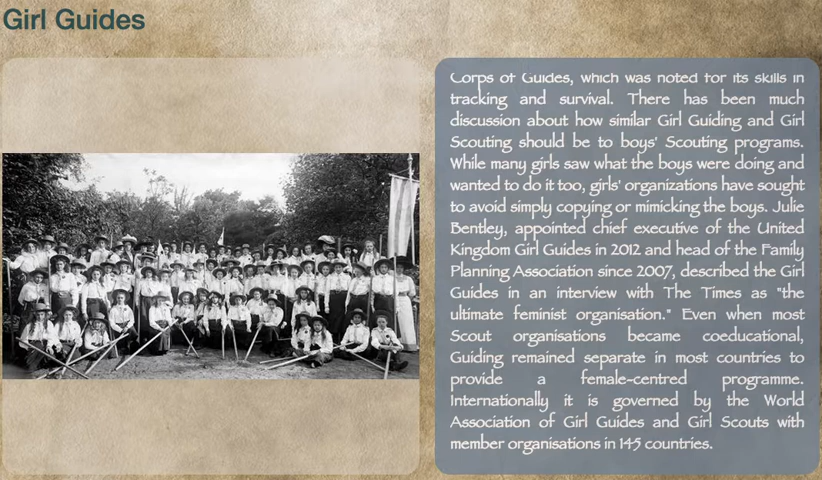 Girl Guides
Corps of Guides, which was noted for its skills in
tracking and survival. There has been much
discussion about how similar Girl Guiding and Girl
Scouting should be to boys' Scouting programs.
While many girls saw what the boys were doing and
wanted to do it too, girls' organizations have sought
to avoid simply copying or mimicking the boys. Julie
Bentley, appointed chief executive of the United
Kingdom Girl Guides in 2012 and head of the Family
Planning Association since 2007, described the Girl
Guides in an interview with The Times as "the
ultimate feminist organisation." Even when most
Scout organisations became coeducational,
Guiding remained separate in most countries to
provide a female-centred programme.
Internationally it is governed by the World
Association of Girl Guides and Girl Scouts with
member organisations in 145 countries.